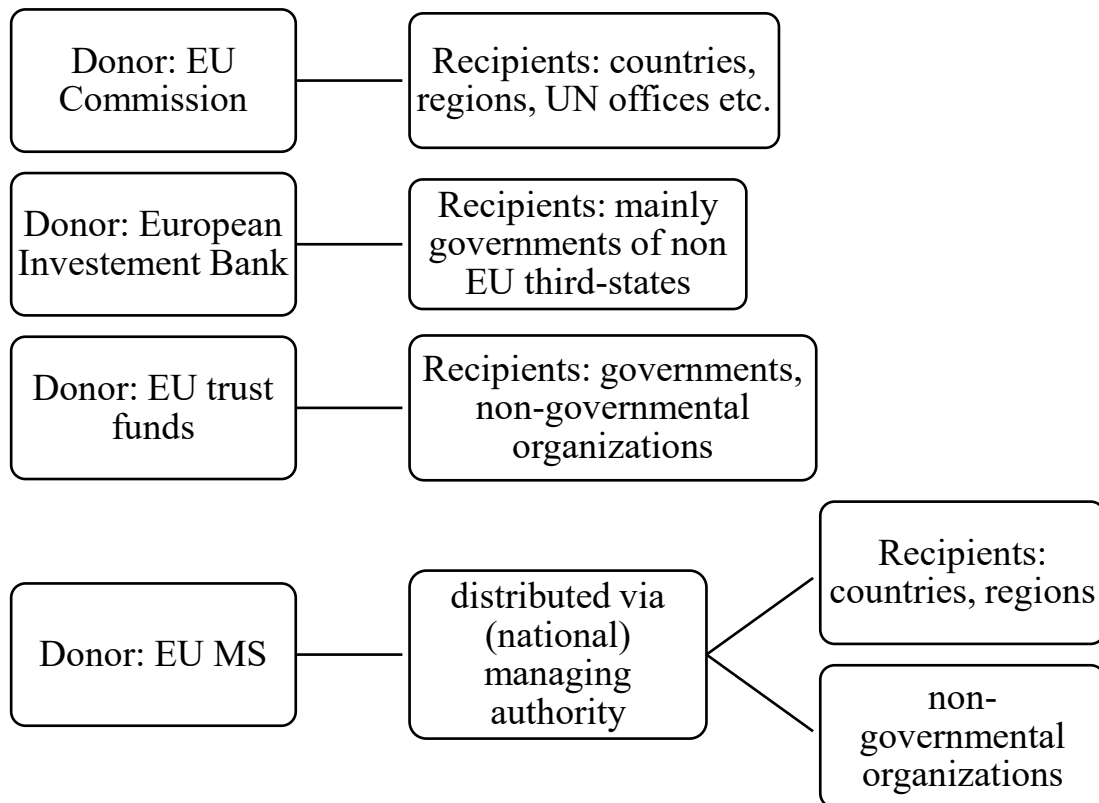 Donor: EU
Commission
Recipients: countries,
regions, UN offices etc.
Donor: European
Investement Bank
Recipients: mainly
governments of non
EU third-states
Donor: EU trust
funds
Recipients: governments,
non-governmental
organizations
Donor: EU MS
distributed via
(national)
managing
authority
Recipients:
countries, regions
non-
governmental
organizations